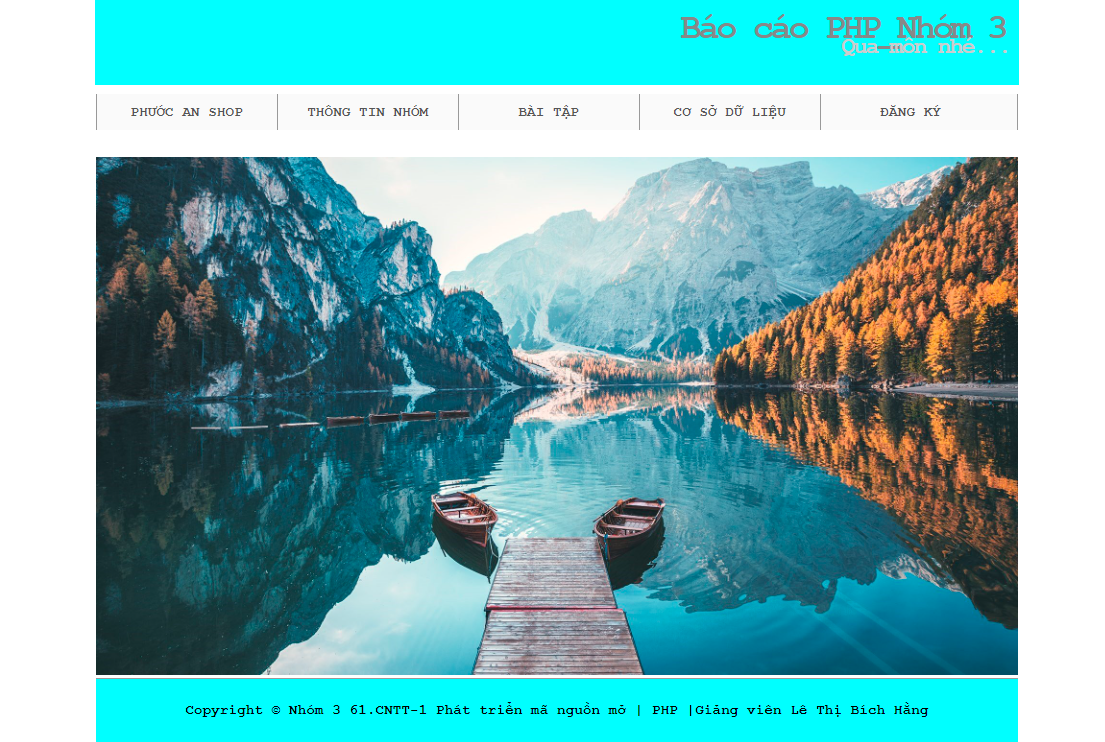 Báo cáo PHP Nhóm 3
Qua môn nhé...
PHƯỚC AN SHOP
THÔNG TIN NHÓM
BÀI TẬP
CƠ SỞ DỮ LIỆU
ĐĂNG KÝ
Copyright © Nhóm 3 61.CNTT-1 Phát triển mã nguồn mở | PHP |Giảng viên Lê Thị Bích Hằng